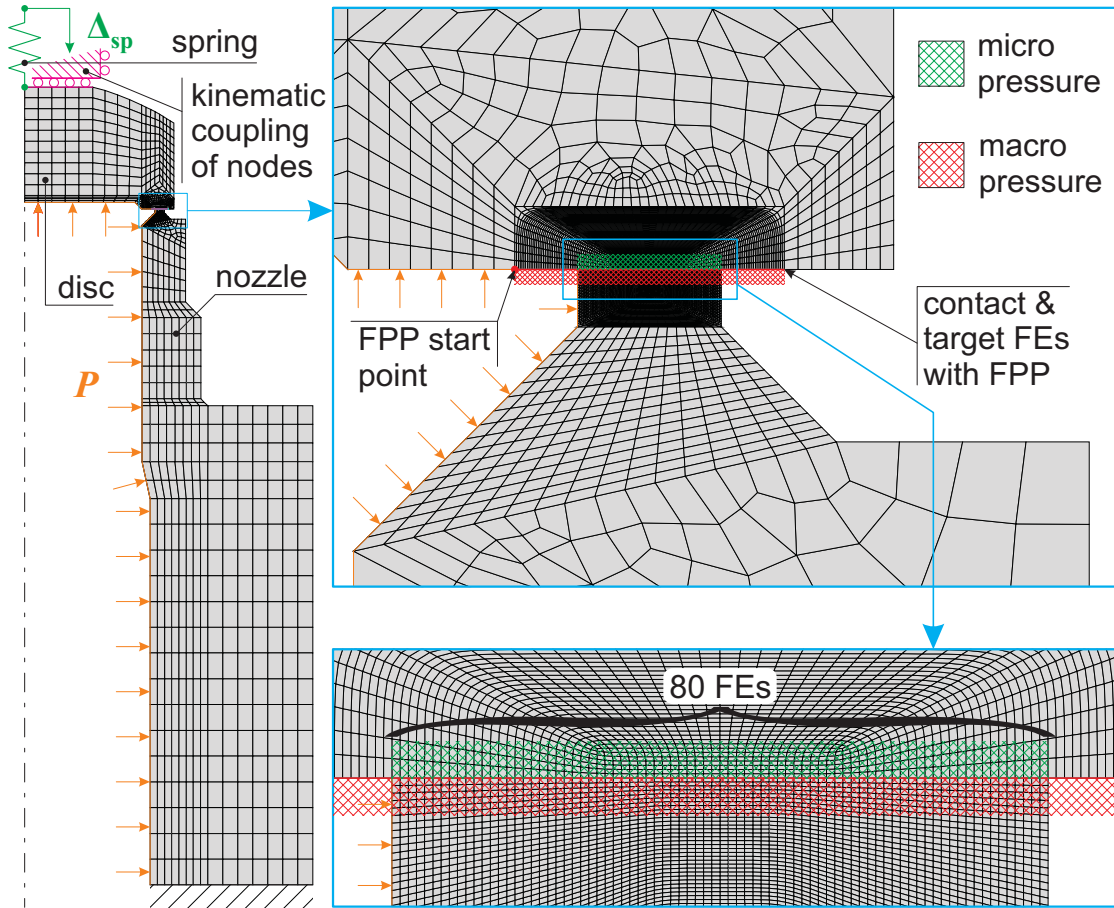 Δsp
spring
kinematic
coupling
of nodes
disc
nozzle
P
micro
pressure
macro
pressure
FPP start
point
contact &
target FEs
with FPP
80 FEs